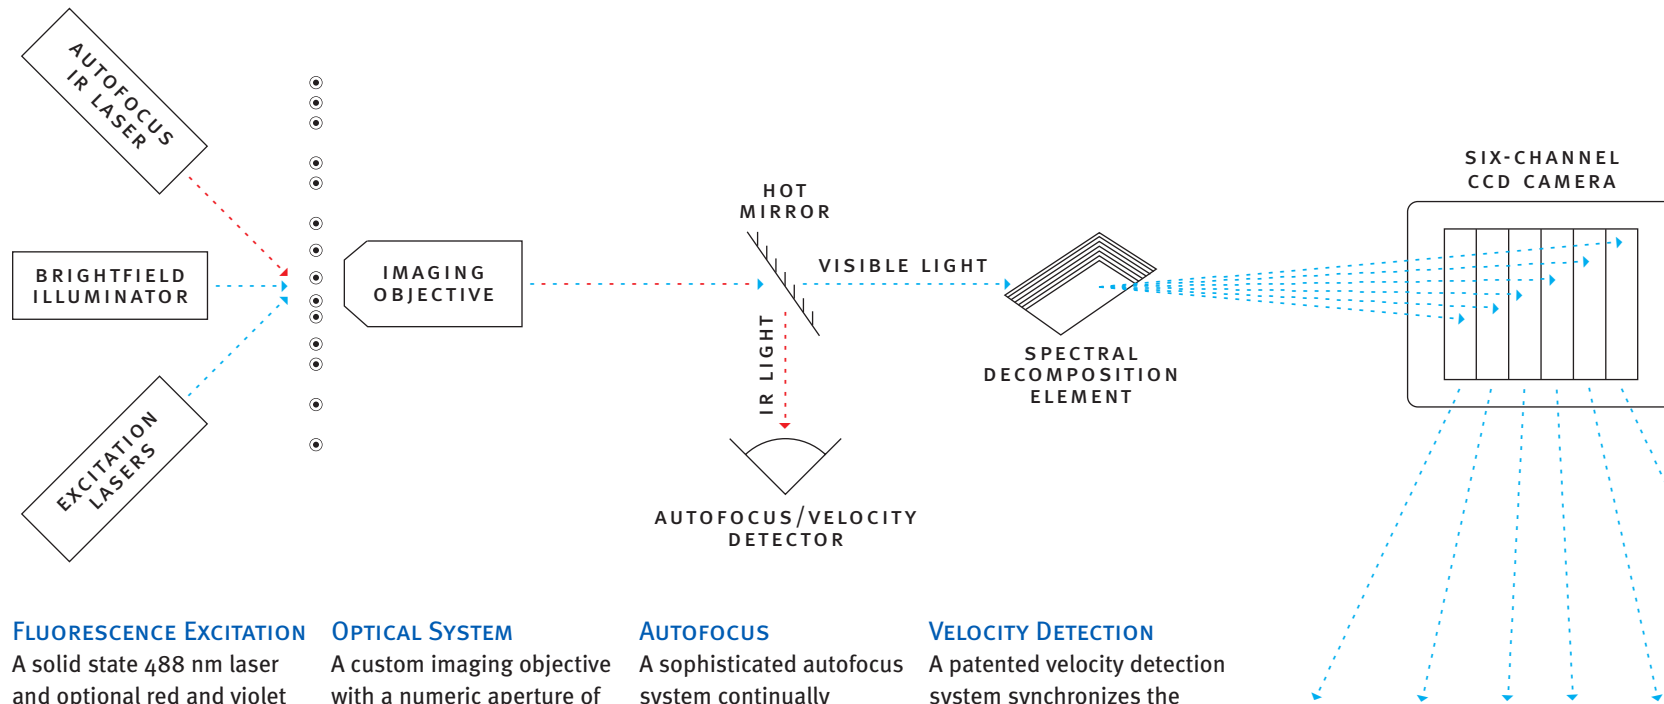 AUTOFOCUS
IR LASER
BRIGHTFIELD
ILLUMINATOR
EXCITATION
LASERS
IMAGING
OBJECTIVE
HOT
MIRROR
VISIBLE LIGHT
IR LIGHT
AUTOFOCUS/VELOCITY
DETECTOR
SPECTRAL
DECOMPOSITION
ELEMENT
SIX-CHANNEL
CCD CAMERA
FLUORESCENCE EXCITATION
A solid state 488 nm laser
and optional red and violet
OPTICAL SYSTEM
A custom imaging objective
with a numeric aperture of
AUTOFOCUS
A sophisticated autofocus
system continually
VELOCITY DETECTION
A patented velocity detection
system synchronizes the